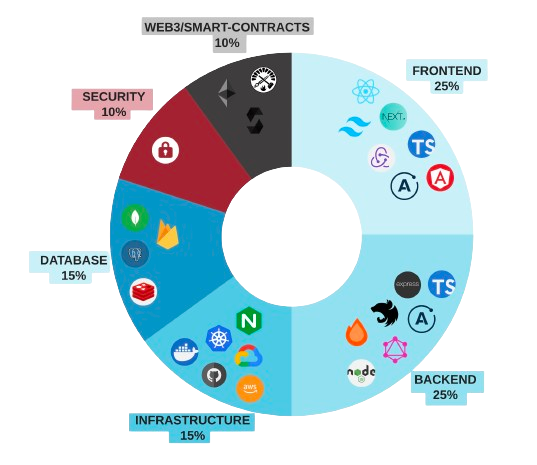 WEB3/SMART-CONTRACTS
10%
FRONTEND
25%
SECURITY
10%
NEXT.
TS
A
A
DATABASE
15%
express
TS
A
N
node
aws
BACKEND
25%
INFRASTRUCTURE
15%